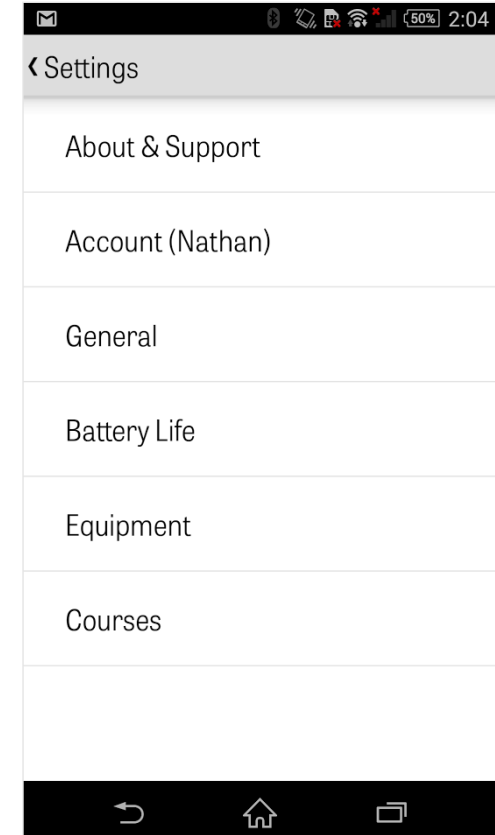 50% 2:04
Settings
About & Support
Account (Nathan)
General
Battery Life
Equipment
Courses